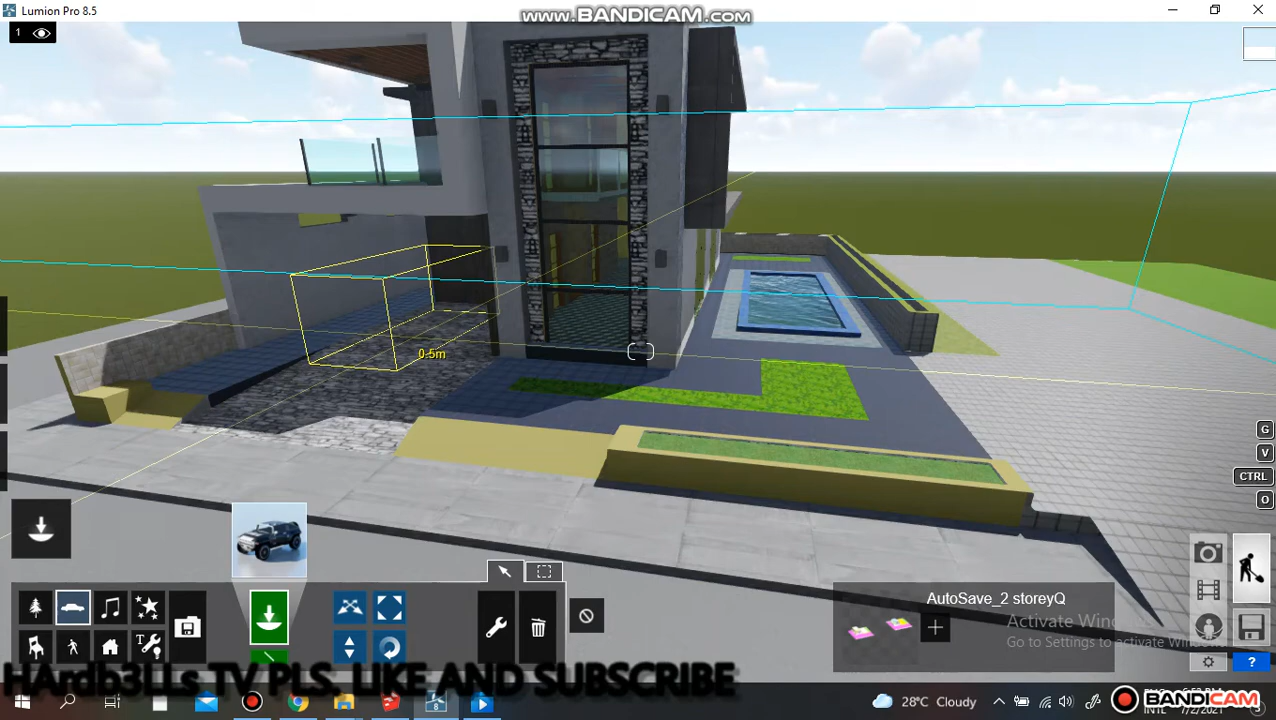 Lumion Pro 8.5
www.BANDICAM.com
1
0.5m
G
V
CTRL
O
AutoSave_2 storeyQ
Activate Windows
Go to Settings to activate Windows.
HArdb3LLs TV PLS. LIKE AND SUBSCRIBE
28°C Cloudy
INTL
7/2/2021
BANDICAM